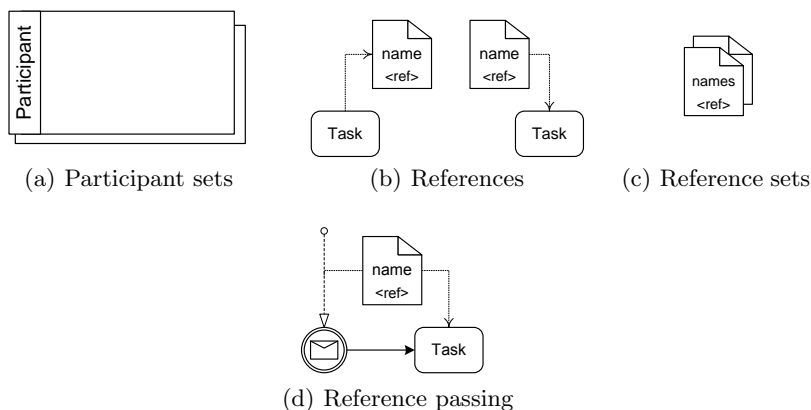 Participant
name
<ref>
Task
name
<ref>
Task
names
<ref>
(a) Participant sets
(b) References
(c) Reference sets
name
<ref>
Task
(d) Reference passing